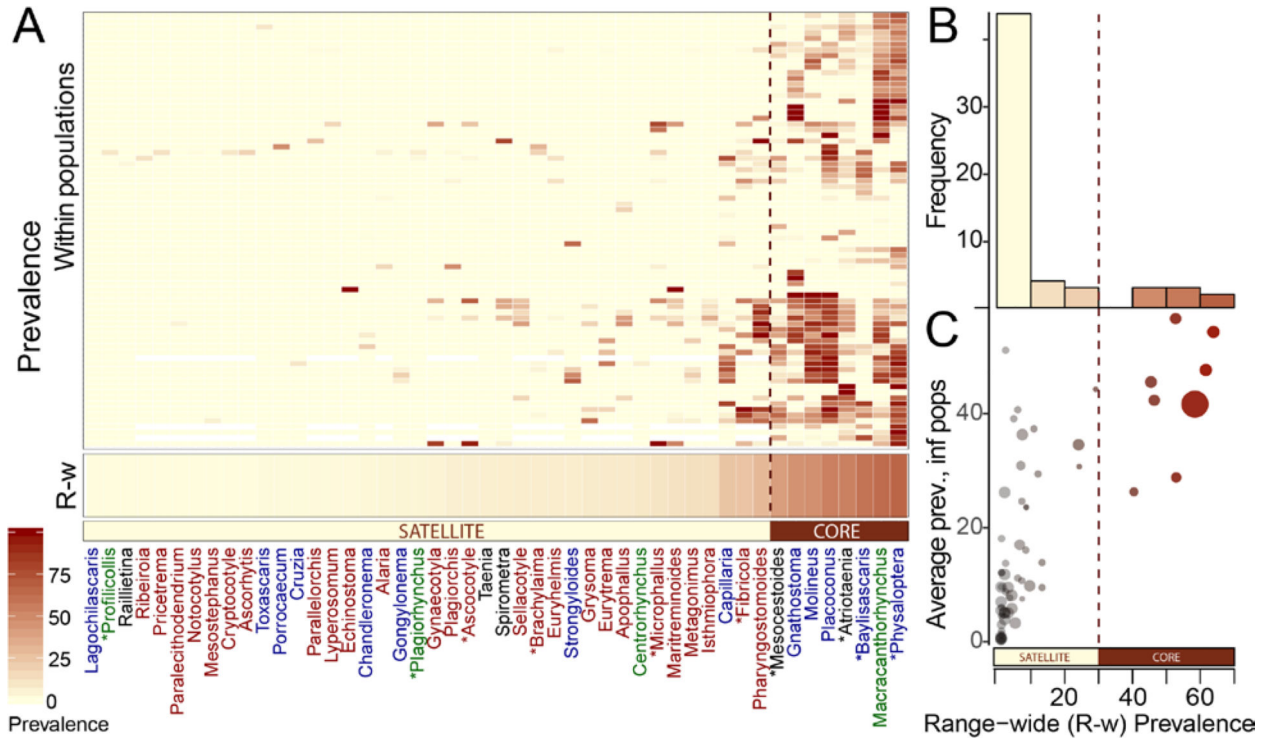 A
Prevalence
Within populations
R-w
SATELLITE
CORE
75
50
25
0
Prevalence
Lagochilascaris
*Profilicollis
Raillietina
Ribeiroia
Pricetrema
Paralecithodendrium
Notocotylus
Mesostephanus
Cryptocotyle
Ascorhytis
Toxascaris
Porrocaecum
Cruzia
Parallelorchis
Lyperosomum
Echinostoma
Chandleronema
Alaria
Gongylonema
*Plagiorhynchus
Gynaecotyla
Plagiorchis
*Ascocotyle
Taenia
Spirometra
Sellacotyle
*Brachylaima
Euryhelmis
Strongyloides
Grysoma
Eurytrema
Apophallus
Centrorhynchus
*Microphallus
Maritreminoides
Metagonimus
Isthmiophora
Capillaria
*Fibricola
Pharyngostomoides
*Mesocestoides
Gnathostoma
Molineus
Placoconus
*Atriotaenia
*Baylisascaris
Macracanthorhynchus
*Physaloptera
B
Frequency
30
20
10
C
Average prev., inf pops
40
20
0
SATELLITE
CORE
20
40
60
Range-wide (R-w) Prevalence